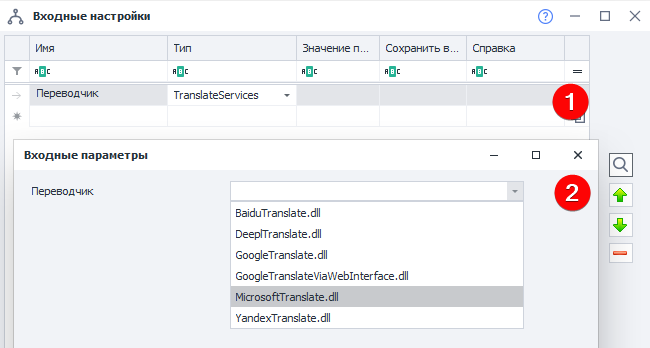 Входные настройки
Имя Тип Значение п... Сохранить в... Справка
ABC ABC ABC ABC ABC
Переводчик TranslateServices
1
Входные параметры
Переводчик
2
BaiduTranslate.dll
DeeplTranslate.dll
GoogleTranslate.dll
GoogleTranslateViaWebInterface.dll
MicrosoftTranslate.dll
YandexTranslate.dll